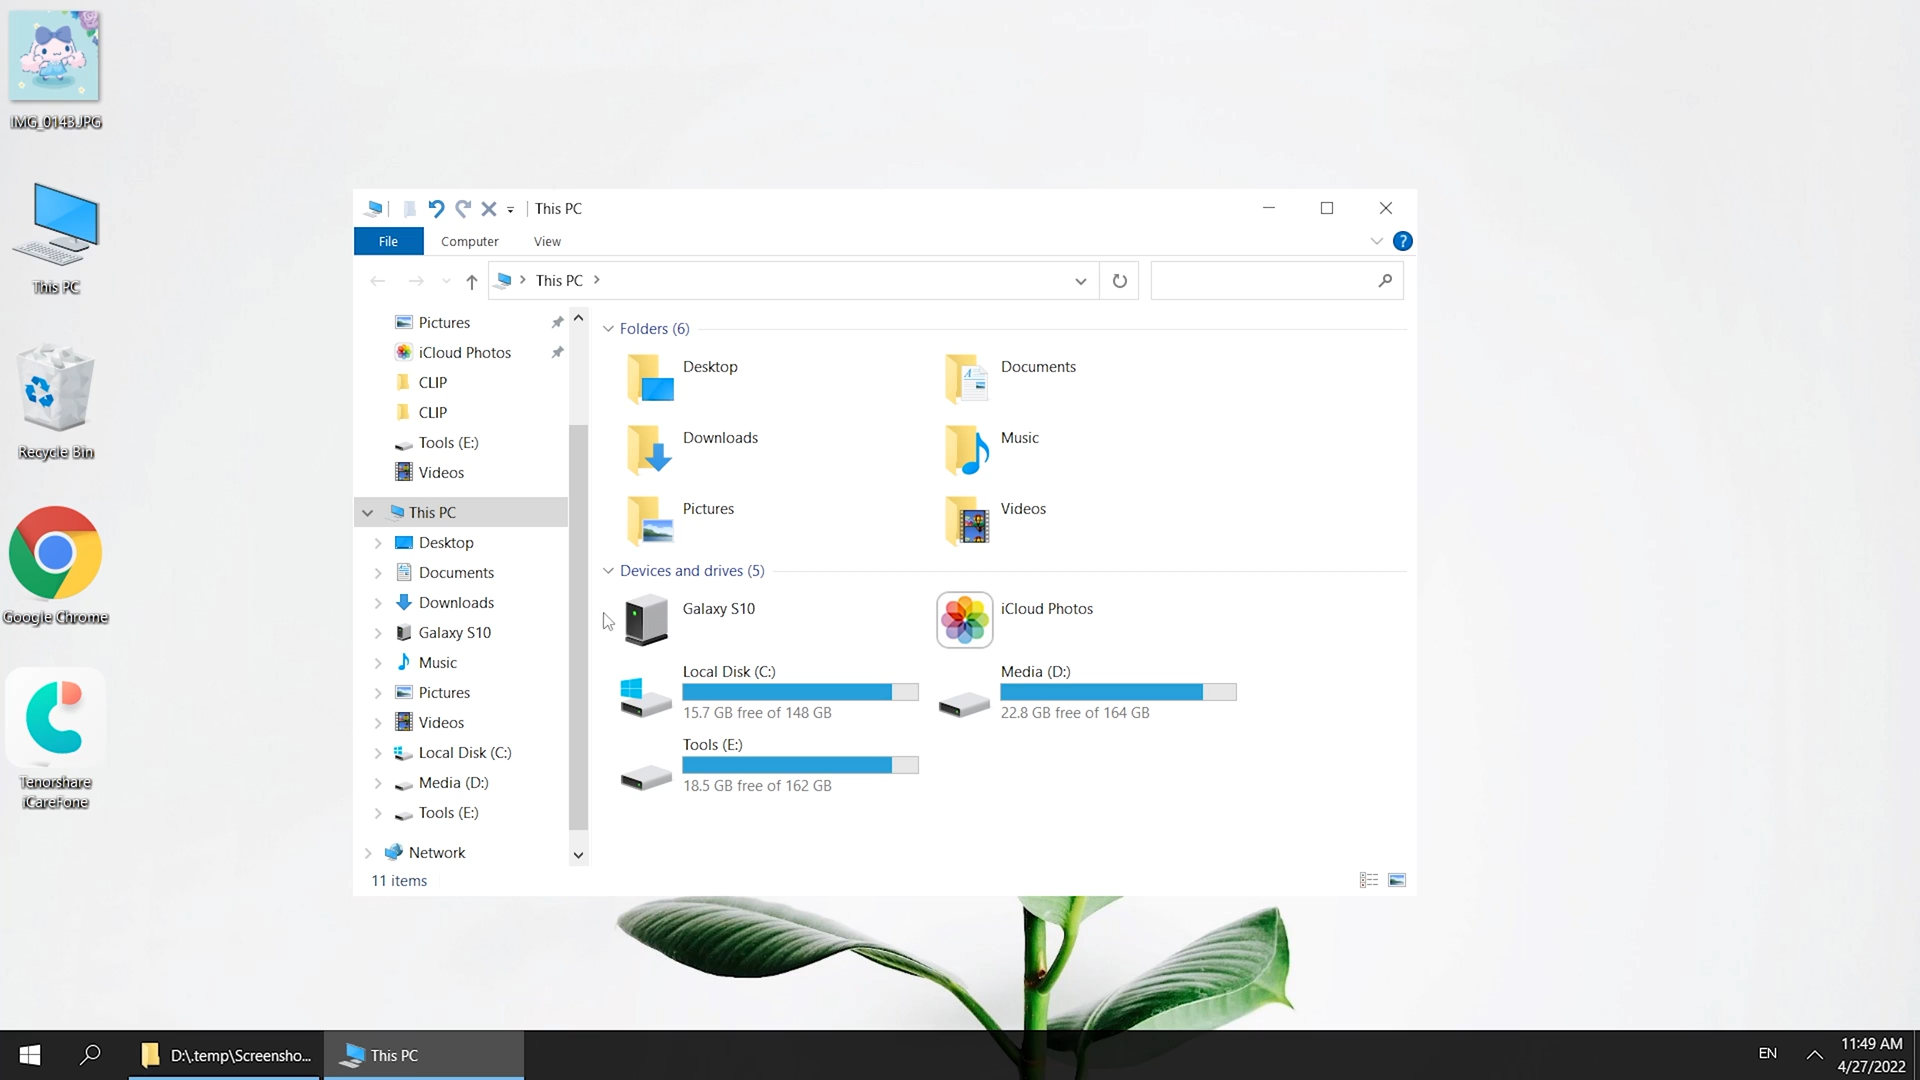 IMG_0143.JPG
This PC
Recycle Bin
Google Chrome
Tenorshare
iCareFone
This PC
File
Computer
View
?
This PC
Pictures
iCloud Photos
CLIP
CLIP
Tools (E:)
Videos
This PC
Desktop
Documents
Downloads
Galaxy S10
Music
Pictures
Videos
Local Disk (C:)
Media (D:)
Tools (E:)
Network
11 items
Folders (6)
Desktop
Documents
Downloads
Music
Pictures
Videos
Devices and drives (5)
Galaxy S10
iCloud Photos
Local Disk (C:)
15.7 GB free of 148 GB
Media (D:)
22.8 GB free of 164 GB
Tools (E:)
18.5 GB free of 162 GB
D:\.temp\Screensho...
This PC
EN
11:49 AM
4/27/2022